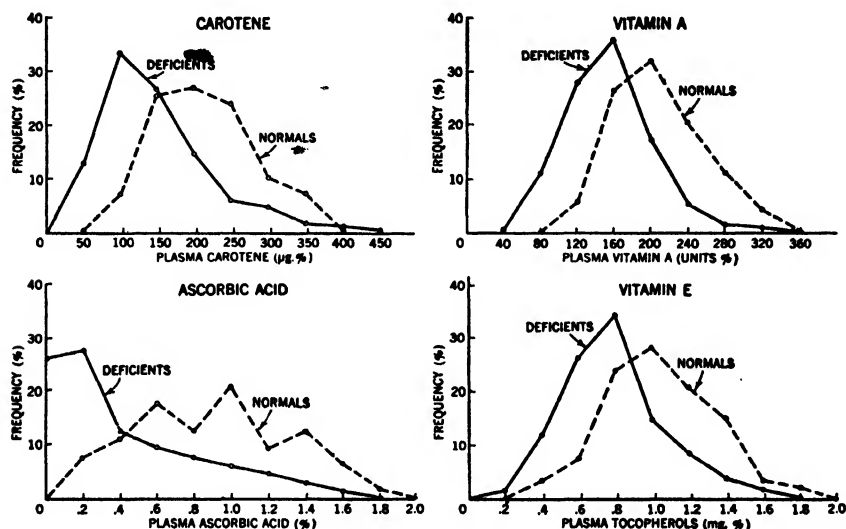 CAROTENE
FREQUENCY (%)
40
30
20
10
0
DEFICIENTS
NORMALS
50 100 150 200 250 300 350 400 450
PLASMA CAROTENE (µg. %)
VITAMIN A
FREQUENCY (%)
40
30
20
10
0
DEFICIENTS
NORMALS
40 80 120 160 200 240 280 320 360
PLASMA VITAMIN A (UNITS %)
ASCORBIC ACID
FREQUENCY (%)
40
30
20
10
0
DEFICIENTS
NORMALS
.2 .4 .6 .8 1.0 1.2 1.4 1.6 1.8 2.0
PLASMA ASCORBIC ACID (%)
VITAMIN E
FREQUENCY (%)
40
30
20
10
0
DEFICIENTS
NORMALS
.2 .4 .6 .8 1.0 1.2 1.4 1.6 1.8 2.0
PLASMA TOCOPHEROLS (mg. %)